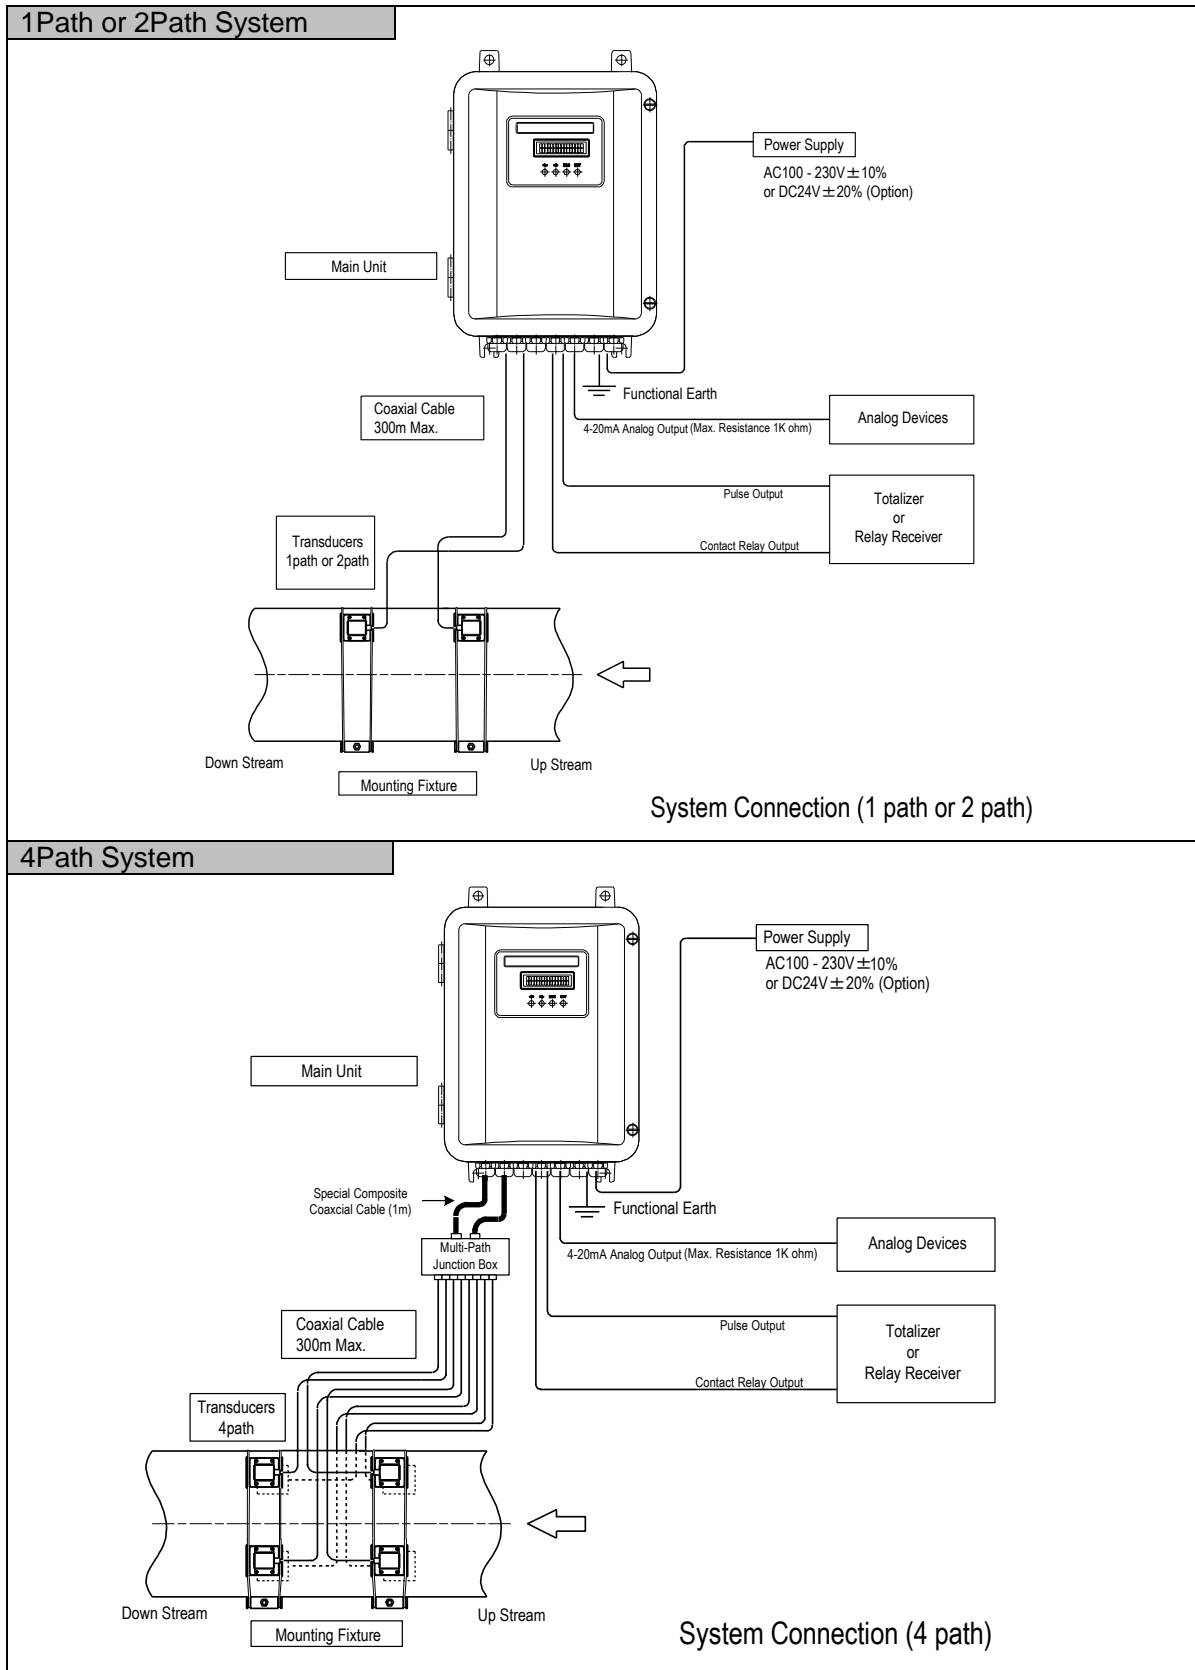 1Path or 2Path System
Power Supply
AC100 - 230V±10%
or DC24V±20% (Option)
Main Unit
Functional Earth
Coaxial Cable
300m Max.
Analog Devices
4-20mA Analog Output (Max. Resistance 1K ohm)
Pulse Output
Totalizer
or
Relay Receiver
Contact Relay Output
Transducers
1path or 2path
Down Stream
Up Stream
Mounting Fixture
System Connection (1 path or 2 path)
4Path System
Power Supply
AC100 - 230V±10%
or DC24V±20% (Option)
Main Unit
Special Composite
Coaxcial Cable (1m)
Functional Earth
Multi-Path
Junction Box
Analog Devices
4-20mA Analog Output (Max. Resistance 1K ohm)
Coaxial Cable
300m Max.
Pulse Output
Totalizer
or
Relay Receiver
Contact Relay Output
Transducers
4path
Down Stream
Up Stream
Mounting Fixture
System Connection (4 path)